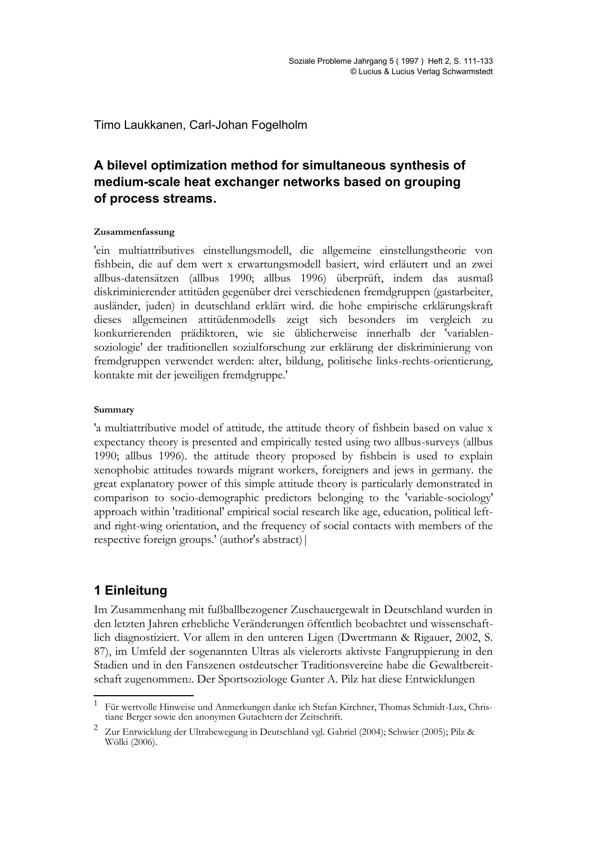 Soziale Probleme Jahrgang 5 ( 1997 ) Heft 2, S. 111-133
© Lucius & Lucius Verlag Schwarmstedt
Timo Laukkanen, Carl-Johan Fogelholm
A bilevel optimization method for simultaneous synthesis of
medium-scale heat exchanger networks based on grouping
of process streams.
Zusammenfassung
'ein multiattributives einstellungsmodell, die allgemeine einstellungstheorie von
fishbein, die auf dem wert x erwartungsmodell basiert, wird erläutert und an zwei
allbus-datensätzen (allbus 1990; allbus 1996) überprüft, indem das ausmaß
diskriminierender attitüden gegenüber drei verschiedenen fremdgruppen (gastarbeiter,
ausländer, juden) in deutschland erklärt wird. die hohe empirische erklärungskraft
dieses allgemeinen attitüdenmodells zeigt sich besonders im vergleich zu
konkurrierenden prädiktoren, wie sie üblicherweise innerhalb der 'variablen-
soziologie' der traditionellen sozialforschung zur erklärung der diskriminierung von
fremdgruppen verwendet werden: alter, bildung, politische links-rechts-orientierung,
kontakte mit der jeweiligen fremdgruppe.'
Summary
'a multiattributive model of attitude, the attitude theory of fishbein based on value x
expectancy theory is presented and empirically tested using two allbus-surveys (allbus
1990; allbus 1996). the attitude theory proposed by fishbein is used to explain
xenophobic attitudes towards migrant workers, foreigners and jews in germany. the
great explanatory power of this simple attitude theory is particularly demonstrated in
comparison to socio-demographic predictors belonging to the 'variable-sociology'
approach within 'traditional' empirical social research like age, education, political left-
and right-wing orientation, and the frequency of social contacts with members of the
respective foreign groups.' (author's abstract)|
1 Einleitung
Im Zusammenhang mit fußballbezogener Zuschauergewalt in Deutschland wurden in
den letzten Jahren erhebliche Veränderungen öffentlich beobachtet und wissenschaft-
lich diagnostiziert. Vor allem in den unteren Ligen (Dwertmann & Rigauer, 2002, S.
87), im Umfeld der sogenannten Ultras als vielerorts aktivste Fangruppierung in den
Stadien und in den Fanszenen ostdeutscher Traditionsvereine habe die Gewaltbereit-
schaft zugenommen2. Der Sportsoziologe Gunter A. Pilz hat diese Entwicklungen
1 Für wertvolle Hinweise und Anmerkungen danke ich Stefan Kirchner, Thomas Schmidt-Lux, Chris-
tiane Berger sowie den anonymen Gutachtern der Zeitschrift.
2 Zur Entwicklung der Ultrabewegung in Deutschland vgl. Gabriel (2004); Schwier (2005); Pilz &
Wölki (2006).